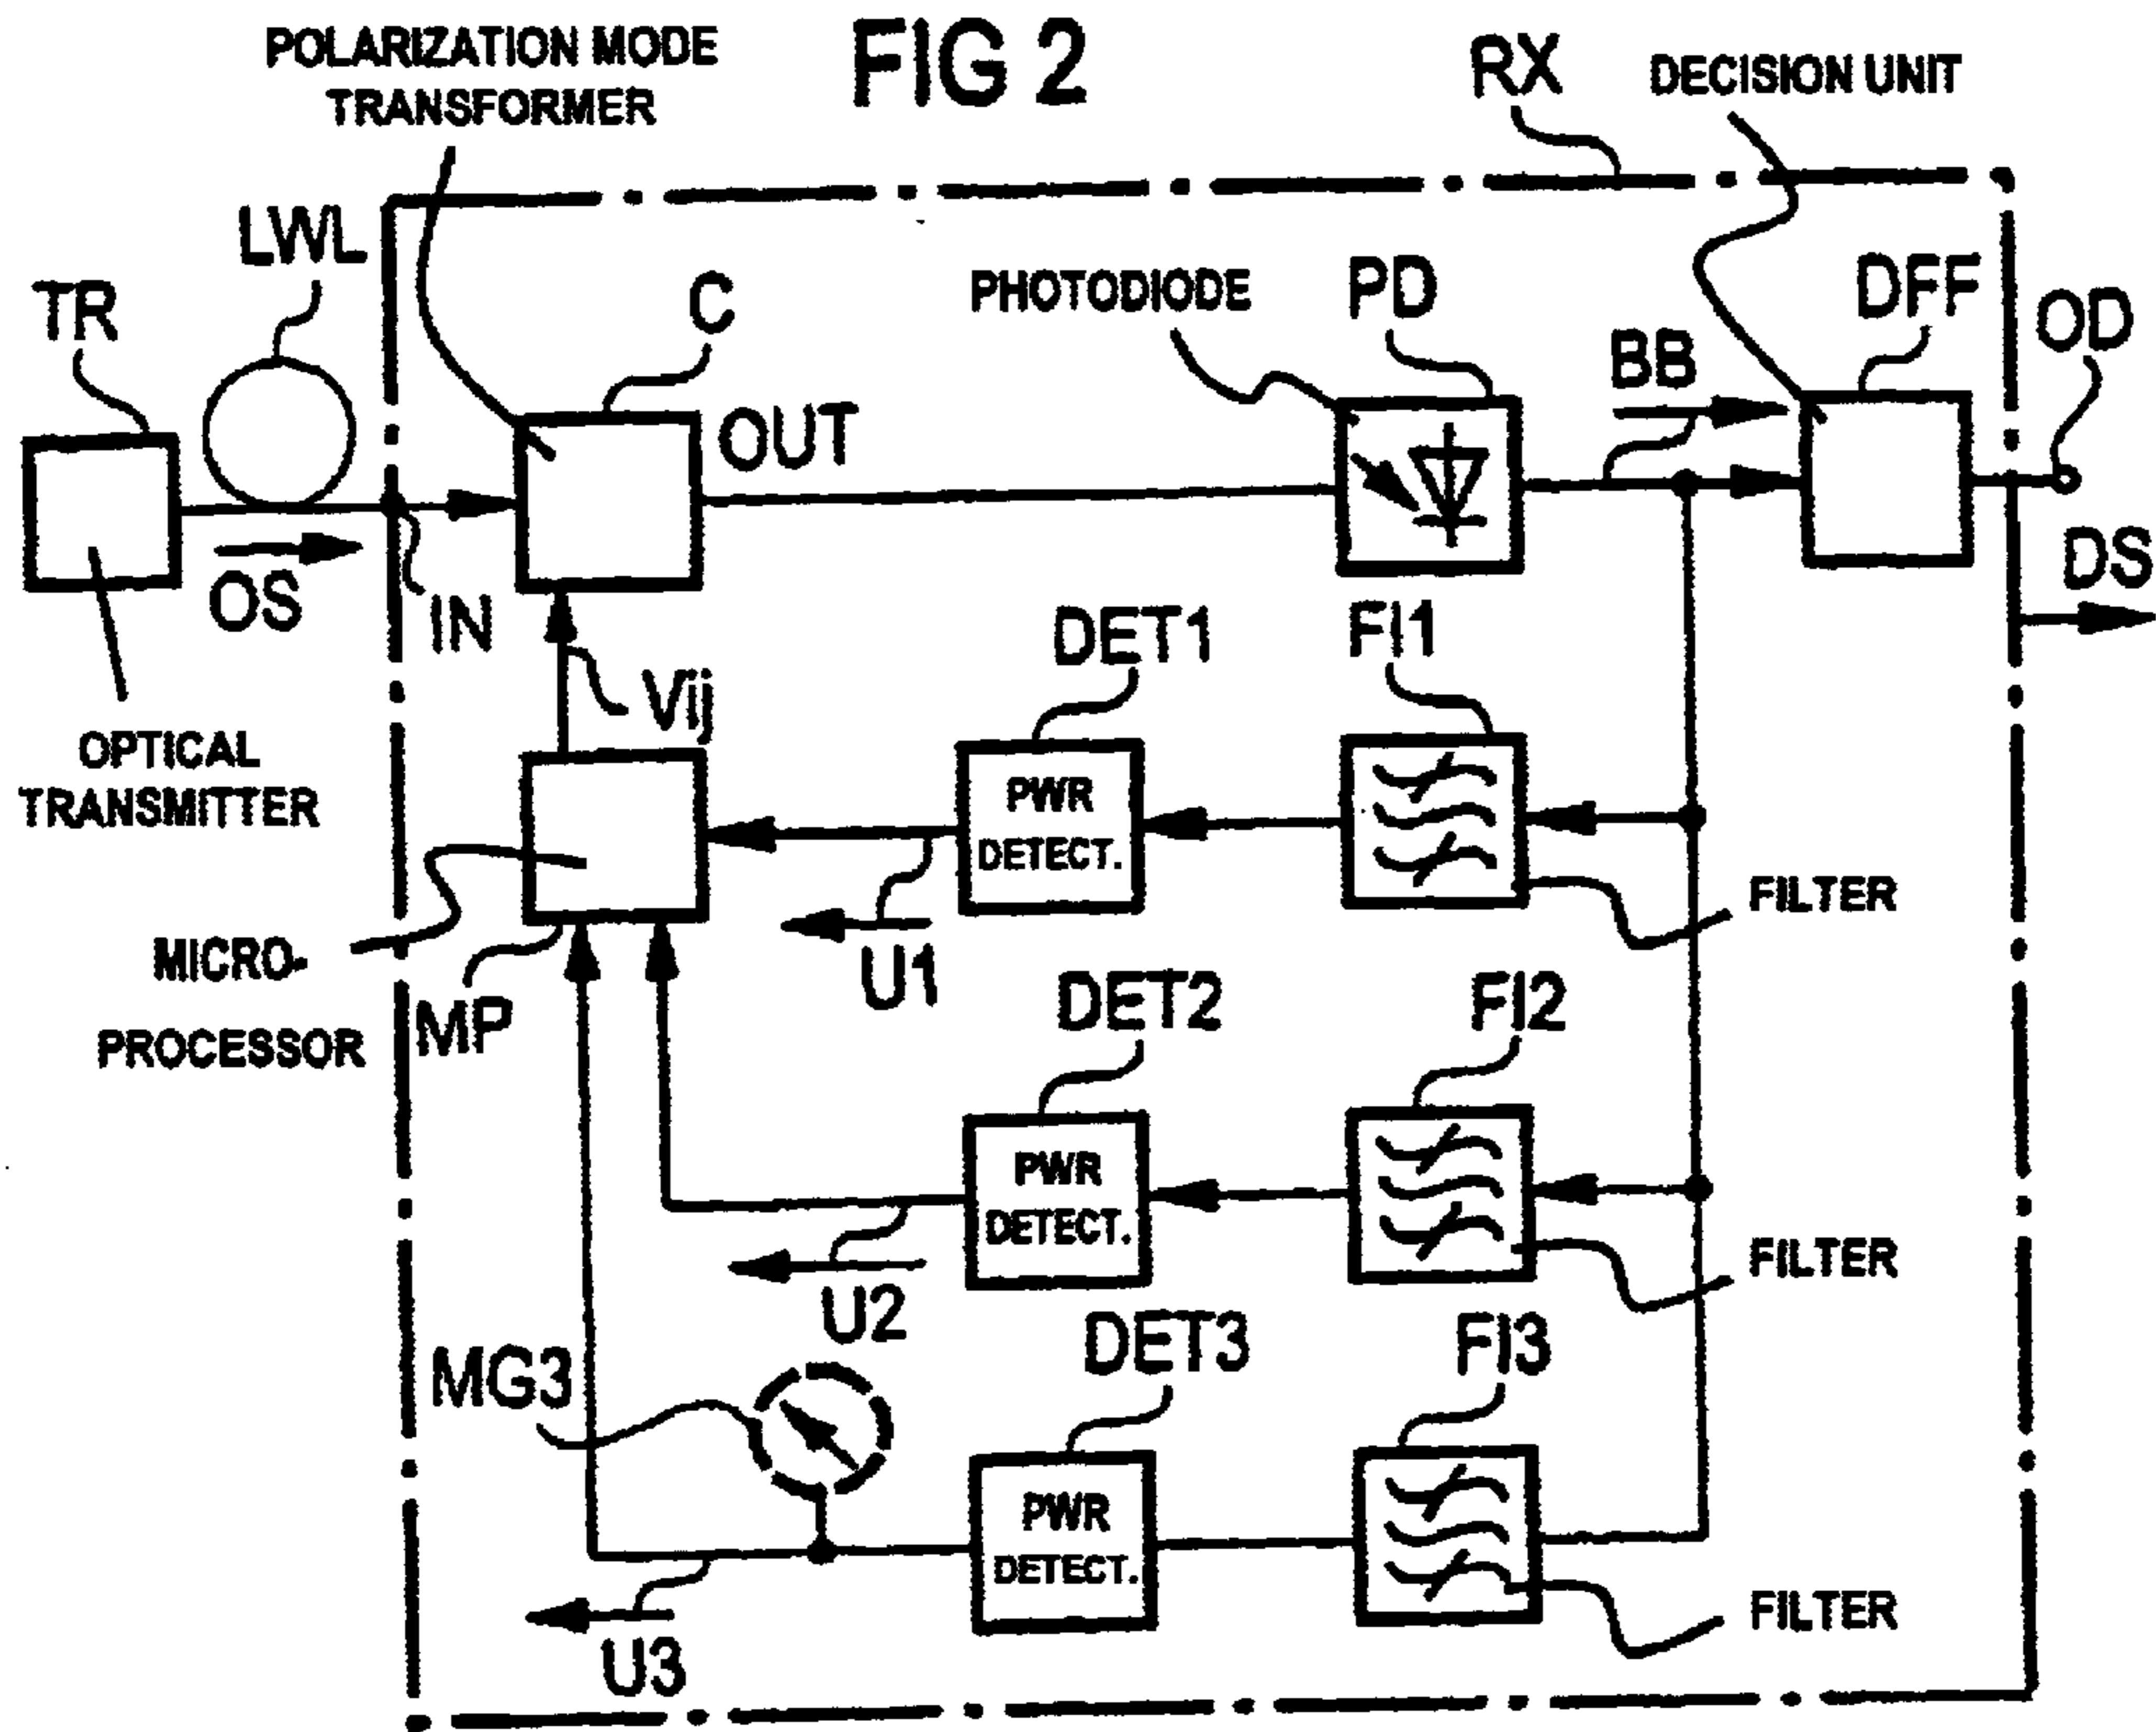 FIG 2
POLARIZATION MODE
TRANSFORMER
RX
DECISION UNIT
LWL
TR
C
PHOTODIODE
PD
DFF
OD
BB
OUT
OS
IN
DS
Vij
DET1
FI1
OPTICAL
TRANSMITTER
PWR
DETECT.
FILTER
MICRO-
PROCESSOR
MP
U1
DET2
FI2
PWR
DETECT.
FILTER
U2
MG3
DET3
FI3
PWR
DETECT.
FILTER
U3